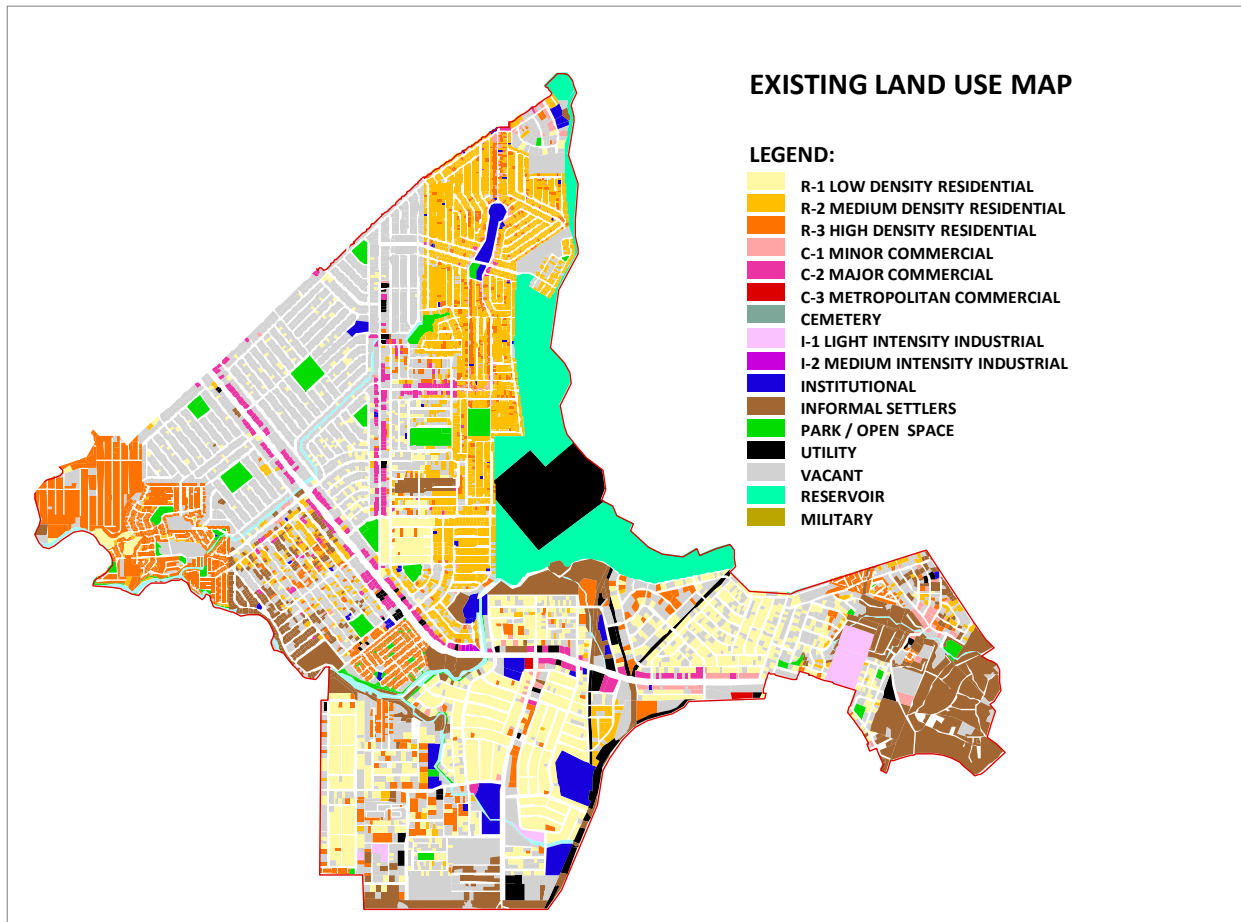 EXISTING LAND USE MAP
LEGEND:
R-1 LOW DENSITY RESIDENTIAL
R-2 MEDIUM DENSITY RESIDENTIAL
R-3 HIGH DENSITY RESIDENTIAL
C-1 MINOR COMMERCIAL
C-2 MAJOR COMMERCIAL
C-3 METROPOLITAN COMMERCIAL
CEMETERY
I-1 LIGHT INTENSITY INDUSTRIAL
I-2 MEDIUM INTENSITY INDUSTRIAL
INSTITUTIONAL
INFORMAL SETTLERS
PARK / OPEN SPACE
UTILITY
VACANT
RESERVOIR
MILITARY